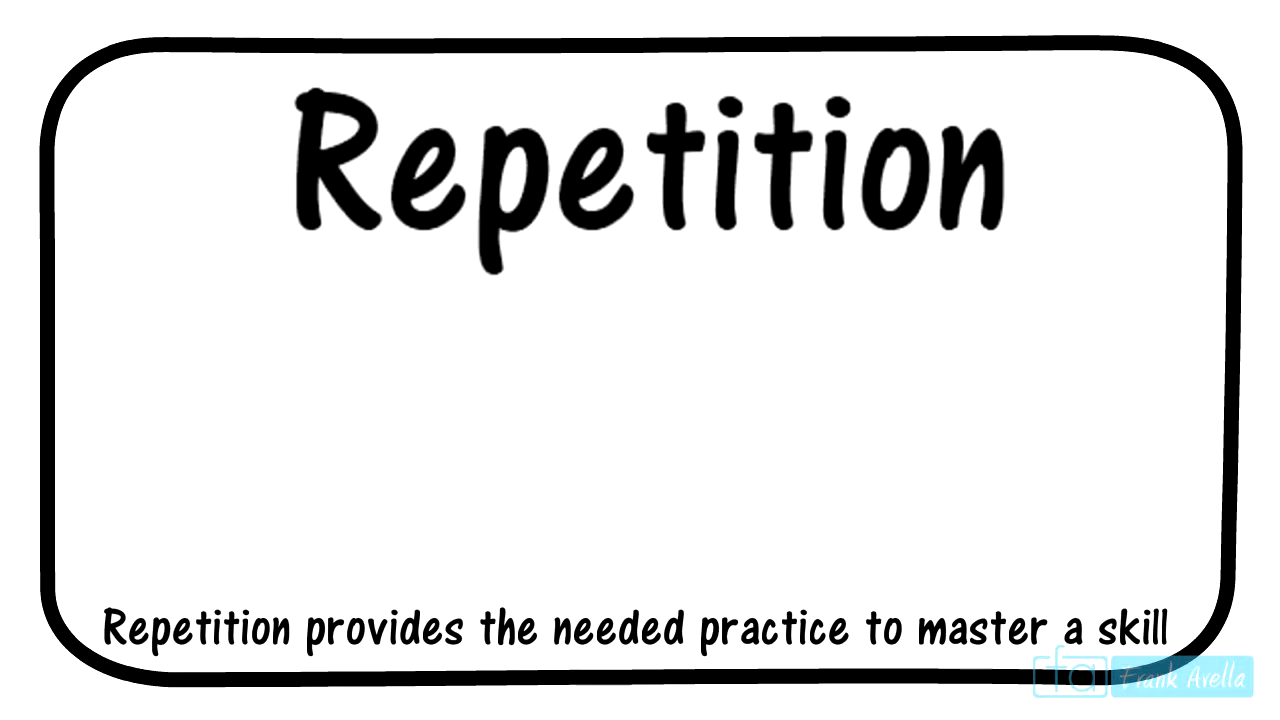 Repetition
Repetition provides the needed practice to master a skill
fa Frank Avella